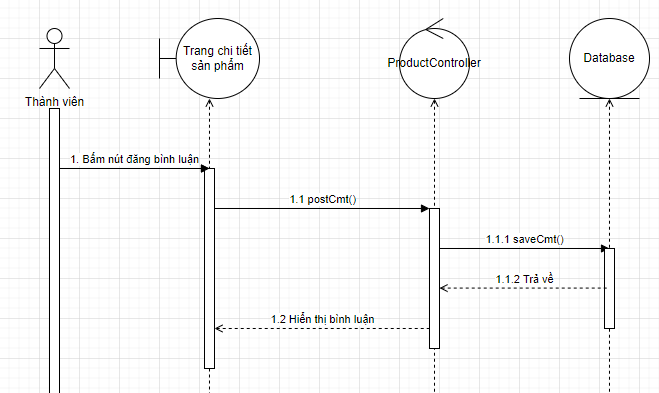 Trang chi tiết
sản phẩm
ProductController
Database
Thành viên
1. Bấm nút đăng bình luận
1.1 postCmt()
1.1.1 saveCmt()
1.1.2 Trả về
1.2 Hiển thị bình luận